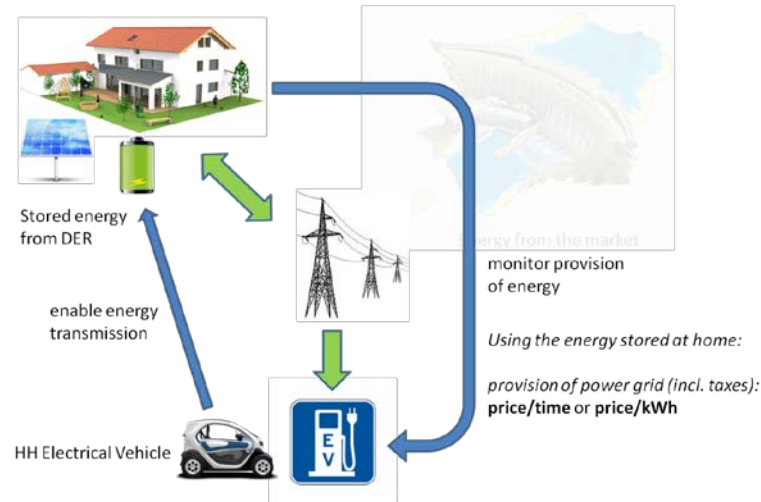 Stored energy
from DER
energy from the market
monitor provision
of energy
enable energy
transmission
Using the energy stored at home:
provision of power grid (incl. taxes):
price/time or price/kWh
HH Electrical Vehicle
E
V